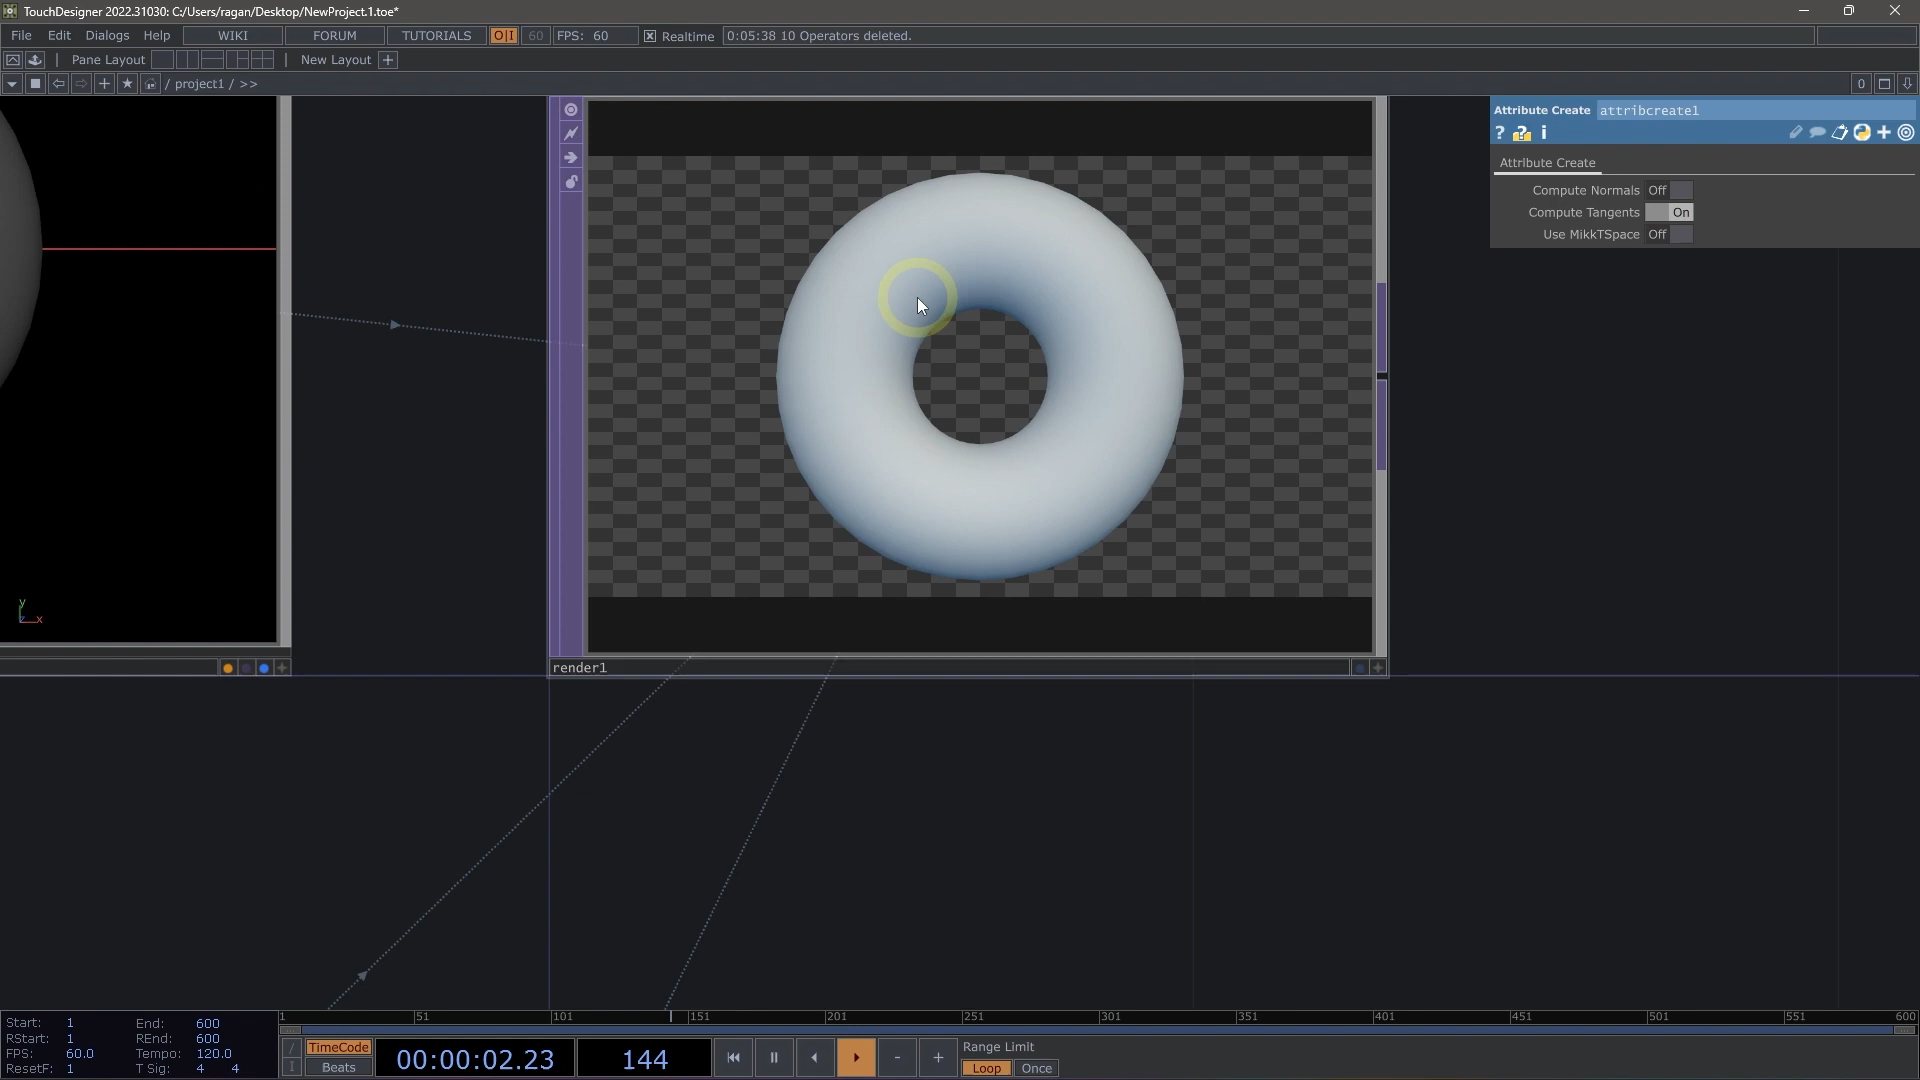 TouchDesigner 2022.31030: C:/Users/ragan/Desktop/NewProject.1.toe*
File Edit Dialogs Help WIKI FORUM TUTORIALS O|I 60 FPS: 60 Realtime 0:05:38 10 Operators deleted.
Pane Layout New Layout +
/ project1 / >> 0
Attribute Create attribcreate1
? ? i
Attribute Create
Compute Normals Off
Compute Tangents On
Use MikkTSpace Off
y
x
render1
1 51 101 151 201 251 301 351 401 451 501 551 600
Start: 1 End: 600
RStart: 1 REnd: 600
FPS: 60.0 Tempo: 120.0
ResetF: 1 T Sig: 4 4
/ TimeCode
I Beats
00:00:02.23 144 - +
Range Limit
Loop Once